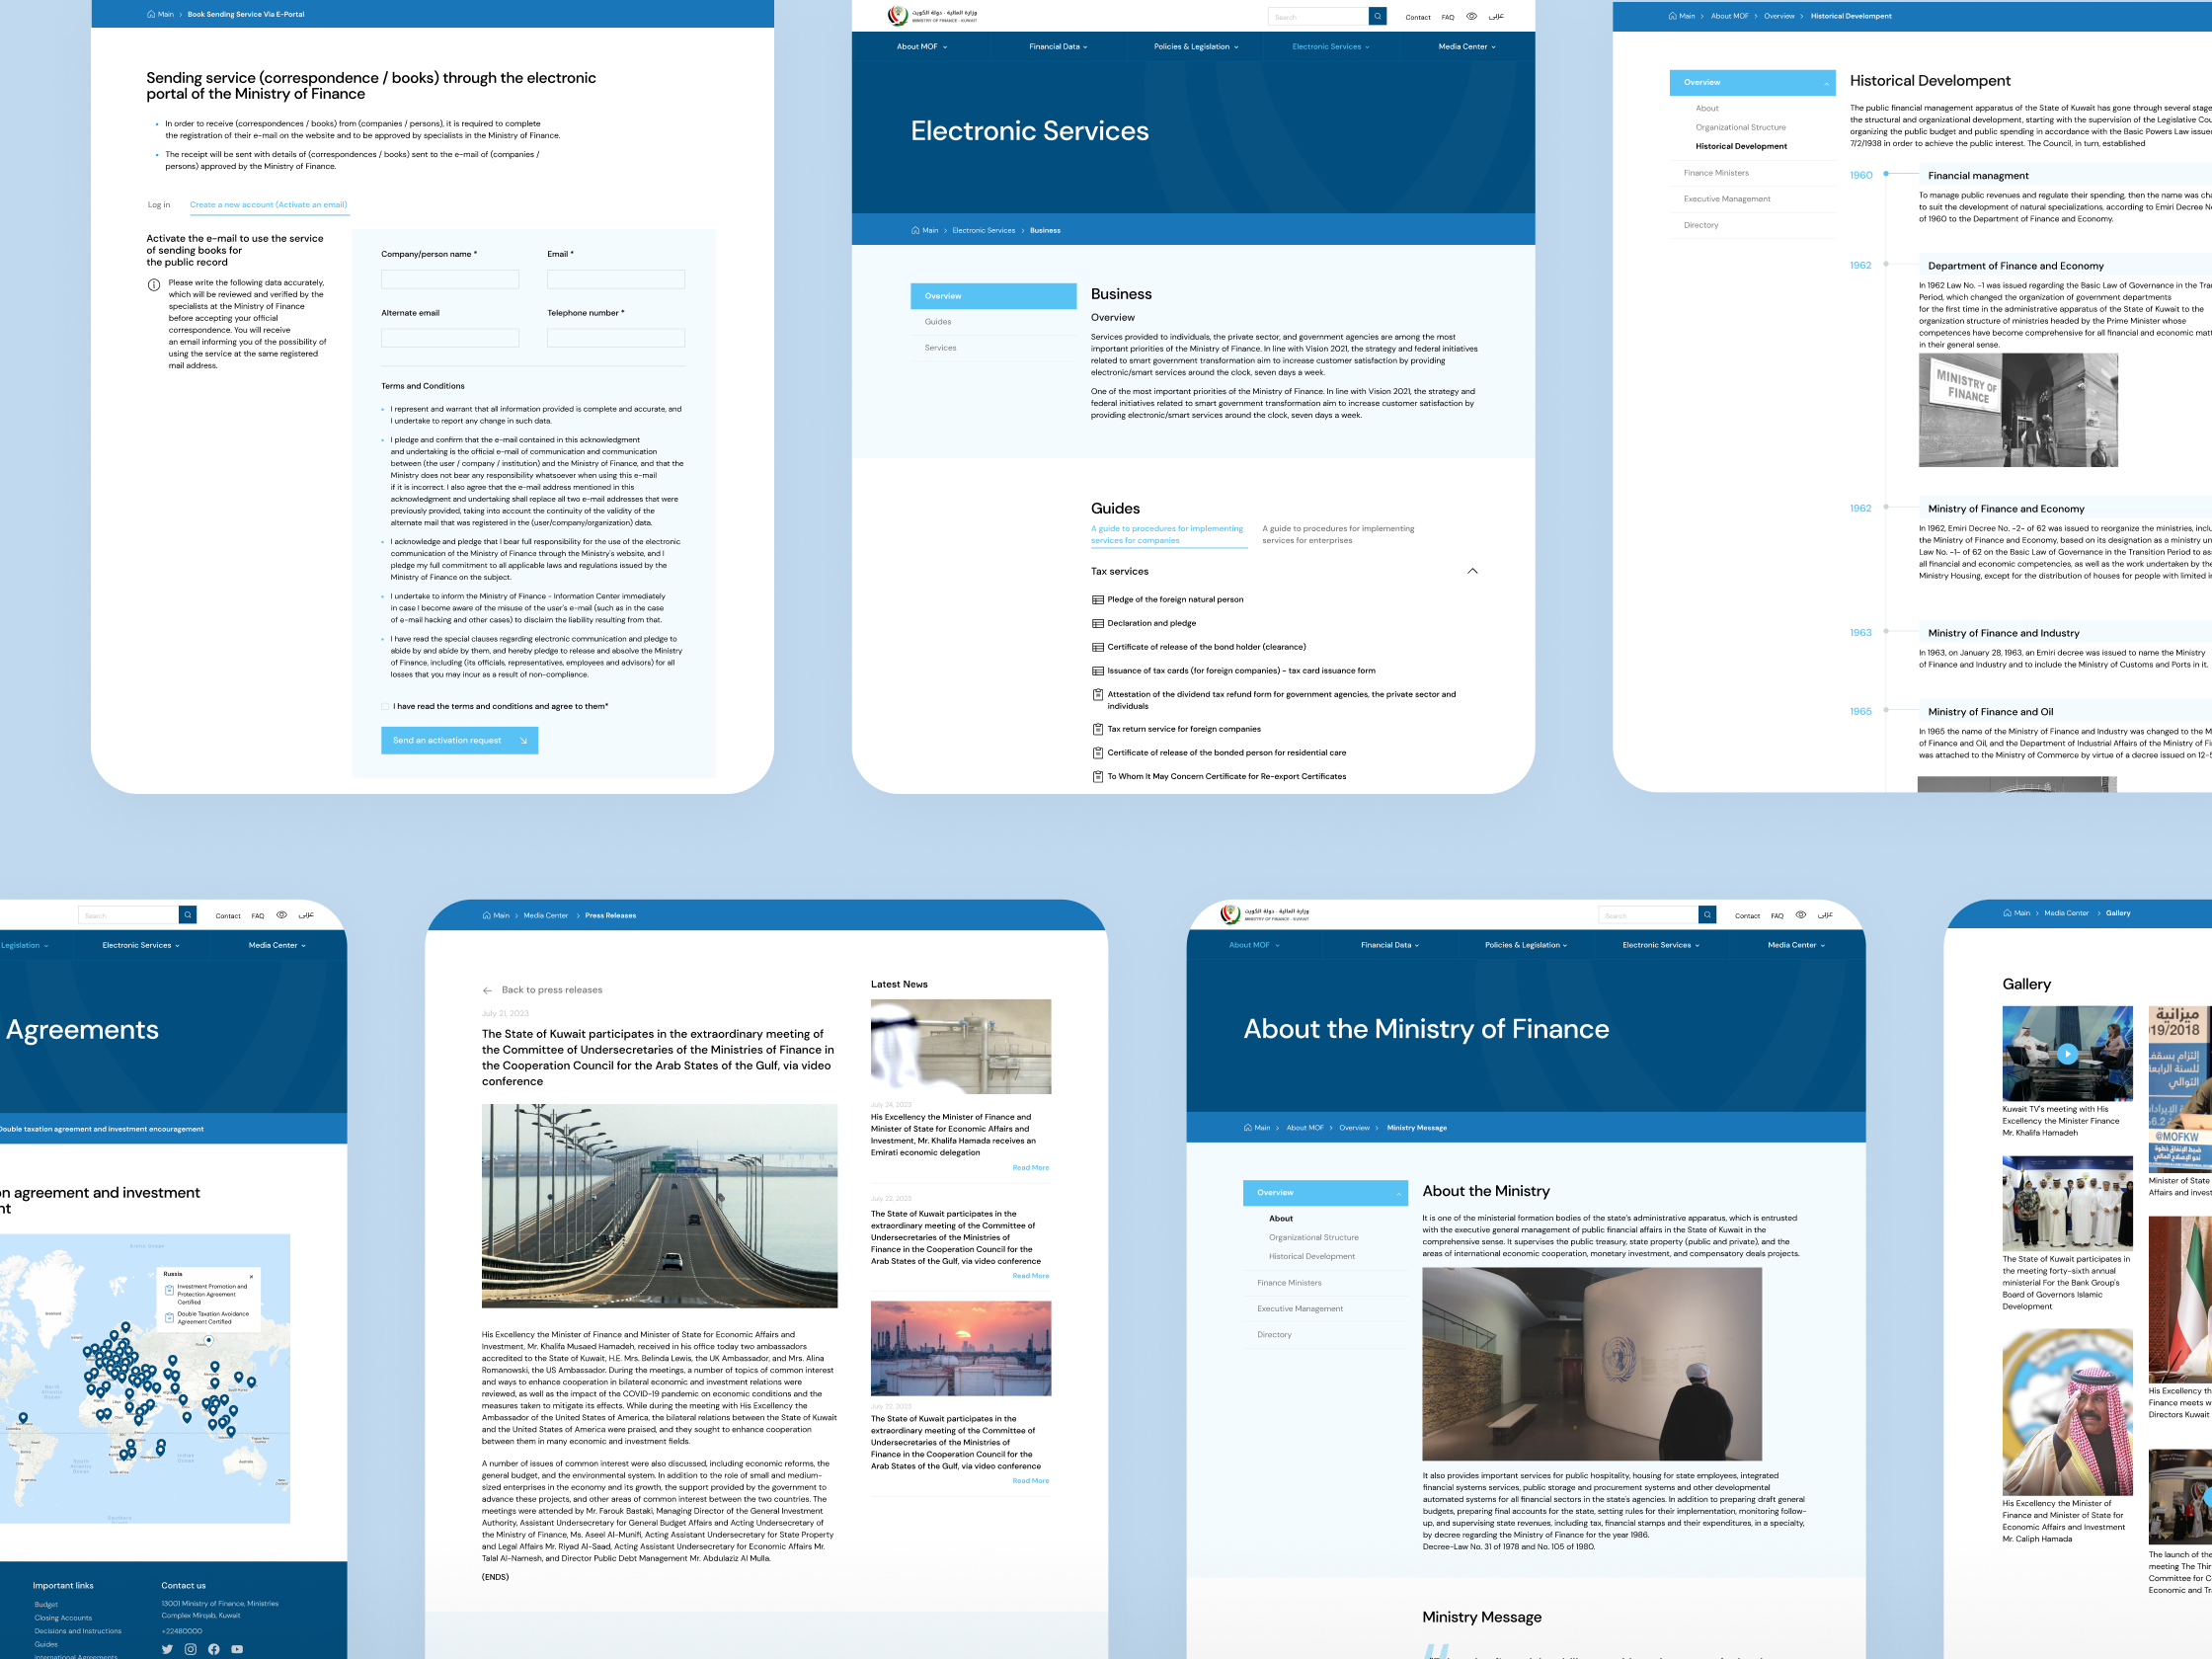 Main > Book Sending Service Via E-Portal
Sending service (correspondence / books) through the electronic
portal of the Ministry of Finance
In order to receive (correspondences / books) from (companies / persons), it is required to complete
the registration of their e-mail on the website and to be approved by specialists in the Ministry of Finance.
The receipt will be sent with details of (correspondences / books) sent to the e-mail of (companies /
persons) approved by the Ministry of Finance.
Log in
Create a new account (Activate an email)
Activate the e-mail to use the service
of sending books for
the public record
Please write the following data accurately,
which will be reviewed and verified by the
specialists at the Ministry of Finance
before accepting your official
correspondence. You will receive
an email informing you of the possibility of
using the service at the same registered
mail address.
Company/person name *
Email *
Alternate email
Telephone number *
Terms and Conditions
I represent and warrant that all information provided is complete and accurate, and
I undertake to report any change in such data.
I pledge and confirm that the e-mail contained in this acknowledgment
and undertaking is the official e-mail of communication and communication
between (the user / company / institution) and the Ministry of Finance, and that the
Ministry does not bear any responsibility whatsoever when using this e-mail
if it is incorrect. I also agree that the e-mail address mentioned in this
acknowledgment and undertaking shall replace all two e-mail addresses that were
previously provided, taking into account the continuity of the validity of the
alternate mail that was registered in the (user/company/organization) data.
I acknowledge and pledge that I bear full responsibility for the use of the electronic
communication of the Ministry of Finance through the Ministry's website, and I
pledge my full commitment to all applicable laws and regulations issued by the
Ministry of Finance on the subject.
I undertake to inform the Ministry of Finance - Information Center immediately
in case I become aware of the misuse of the user's e-mail (such as in the case
of e-mail hacking and other cases) to disclaim the liability resulting from that.
I have read the special clauses regarding electronic communication and pledge to
abide by and abide by them, and hereby pledge to release and absolve the Ministry
of Finance, including (its officials, representatives, employees and advisors) for all
losses that you may incur as a result of non-compliance.
I have read the terms and conditions and agree to them*
Send an activation request
وزارة المالية - دولة الكويت
MINISTRY OF FINANCE - KUWAIT
Search
Contact
FAQ
عربى
About MOF
Financial Data
Policies & Legislation
Electronic Services
Media Center
Electronic Services
Main > Electronic Services > Business
Overview
Guides
Services
Business
Overview
Services provided to individuals, the private sector, and government agencies are among the most
important priorities of the Ministry of Finance. In line with Vision 2021, the strategy and federal initiatives
related to smart government transformation aim to increase customer satisfaction by providing
electronic/smart services around the clock, seven days a week.
One of the most important priorities of the Ministry of Finance. In line with Vision 2021, the strategy and
federal initiatives related to smart government transformation aim to increase customer satisfaction by
providing electronic/smart services around the clock, seven days a week.
Guides
A guide to procedures for implementing
services for companies
A guide to procedures for implementing
services for enterprises
Tax services
Pledge of the foreign natural person
Declaration and pledge
Certificate of release of the bond holder (clearance)
Issuance of tax cards (for foreign companies) - tax card issuance form
Attestation of the dividend tax refund form for government agencies, the private sector and
individuals
Tax return service for foreign companies
Certificate of release of the bonded person for residential care
To Whom It May Concern Certificate for Re-export Certificates
Main > About MOF > Overview > Historical Develompent
Overview
About
Organizational Structure
Historical Development
Finance Ministers
Executive Management
Directory
Historical Develompent
The public financial management apparatus of the State of Kuwait has gone through several stage
the structural and organizational development, starting with the supervision of the Legislative Cou
organizing the public budget and public spending in accordance with the Basic Powers Law issue
7/2/1938 in order to achieve the public interest. The Council, in turn, established
1960
Financial managment
To manage public revenues and regulate their spending, then the name was cha
to suit the development of natural specializations, according to Emiri Decree N
of 1960 to the Department of Finance and Economy.
1962
Department of Finance and Economy
In 1962 Law No. -1 was issued regarding the Basic Law of Governance in the Tra
Period, which changed the organization of government departments
for the first time in the administrative apparatus of the State of Kuwait to the
organization structure of ministries headed by the Prime Minister whose
competences have become comprehensive for all financial and economic mat
in their general sense.
MINISTRY OF
FINANCE
1962
Ministry of Finance and Economy
In 1962, Emiri Decree No. -2- of 62 was issued to reorganize the ministries, inclu
the Ministry of Finance and Economy, based on its designation as a ministry un
Law No. -1- of 62 on the Basic Law of Governance in the Transition Period to as
all financial and economic competencies, as well as the work undertaken by the
Ministry Housing, except for the distribution of houses for people with limited i
1963
Ministry of Finance and Industry
In 1963, on January 28, 1963, an Emiri decree was issued to name the Ministry
of Finance and Industry and to include the Ministry of Customs and Ports in it.
1965
Ministry of Finance and Oil
In 1965 the name of the Ministry of Finance and Industry was changed to the M
of Finance and Oil, and the Department of Industrial Affairs of the Ministry of Fi
was attached to the Ministry of Commerce by virtue of a decree issued on 12-
Search
Contact
FAQ
عربى
Legislation
Electronic Services
Media Center
Agreements
Double taxation agreement and investment encouragement
n agreement and investment
nt
Russia
Investment Promotion and
Protection Agreement
Certified
Double Taxation Avoidance
Agreement Certified
Important links
Budget
Closing Accounts
Decisions and Instructions
Guides
International Agreements
Contact us
13001 Ministry of Finance, Ministries
Complex Mirqab, Kuwait
+22480000
Main > Media Center > Press Releases
Back to press releases
July 21, 2023
The State of Kuwait participates in the extraordinary meeting of
the Committee of Undersecretaries of the Ministries of Finance in
the Cooperation Council for the Arab States of the Gulf, via video
conference
His Excellency the Minister of Finance and Minister of State for Economic Affairs and
Investment, Mr. Khalifa Musaed Hamadeh, received in his office today two ambassadors
accredited to the State of Kuwait, H.E. Mrs. Belinda Lewis, the UK Ambassador, and Mrs. Alina
Romanowski, the US Ambassador. During the meetings, a number of topics of common interest
and ways to enhance cooperation in bilateral economic and investment relations were
reviewed, as well as the impact of the COVID-19 pandemic on economic conditions and the
measures taken to mitigate its effects. While during the meeting with His Excellency the
Ambassador of the United States of America, the bilateral relations between the State of Kuwait
and the United States of America were praised, and they sought to enhance cooperation
between them in many economic and investment fields.
A number of issues of common interest were also discussed, including economic reforms, the
general budget, and the environmental system. In addition to the role of small and medium-
sized enterprises in the economy and its growth, the support provided by the government to
advance these projects, and other areas of common interest between the two countries. The
meetings were attended by Mr. Farouk Bastaki, Managing Director of the General Investment
Authority, Assistant Undersecretary for General Budget Affairs and Acting Undersecretary of
the Ministry of Finance, Ms. Aseel Al-Munifi, Acting Assistant Undersecretary for State Property
and Legal Affairs Mr. Riyad Al-Saad, Acting Assistant Undersecretary for Economic Affairs Mr.
Talal Al-Namesh, and Director Public Debt Management Mr. Abdulaziz Al Mulla.
(ENDS)
Latest News
July 24, 2023
His Excellency the Minister of Finance and
Minister of State for Economic Affairs and
Investment, Mr. Khalifa Hamada receives an
Emirati economic delegation
Read More
July 22, 2023
The State of Kuwait participates in the
extraordinary meeting of the Committee of
Undersecretaries of the Ministries of
Finance in the Cooperation Council for the
Arab States of the Gulf, via video conference
Read More
July 22, 2023
The State of Kuwait participates in the
extraordinary meeting of the Committee of
Undersecretaries of the Ministries of
Finance in the Cooperation Council for the
Arab States of the Gulf, via video conference
Read More
وزارة المالية - دولة الكويت
MINISTRY OF FINANCE - KUWAIT
Search
Contact
FAQ
عربى
About MOF
Financial Data
Policies & Legislation
Electronic Services
Media Center
About the Ministry of Finance
Main > About MOF > Overview > Ministry Message
Overview
About
Organizational Structure
Historical Development
Finance Ministers
Executive Management
Directory
About the Ministry
It is one of the ministerial formation bodies of the state's administrative apparatus, which is entrusted
with the executive general management of public financial affairs in the State of Kuwait in the
comprehensive sense. It supervises the public treasury, state property (public and private), and the
areas of international economic cooperation, monetary investment, and compensatory deals projects.
It also provides important services for public hospitality, housing for state employees, integrated
financial systems services, public storage and procurement systems and other developmental
automated systems for all financial sectors in the state's agencies. In addition to preparing draft general
budgets, preparing final accounts for the state, setting rules for their implementation, monitoring follow-
up, and supervising state revenues, including tax, financial stamps and their expenditures, in a specialty,
by decree regarding the Ministry of Finance for the year 1986.
Decree-Law No. 31 of 1978 and No. 105 of 1980.
Ministry Message
Main > Media Center > Gallery
Gallery
Kuwait TV's meeting with His
Excellency the Minister Finance
Mr. Khalifa Hamadeh
The State of Kuwait participates in
the meeting forty-sixth annual
ministerial For the Bank Group's
Board of Governors Islamic
Development
His Excellency the Minister of
Finance and Minister of State for
Economic Affairs and Investment
Mr. Caliph Hamada
ميزانية
19/2018
@MOFKW
Minister of State
Affairs and invest
His Excellency th
Finance meets w
Directors Kuwait
The launch of the
meeting The Thir
Committee for C
Economic and Tr